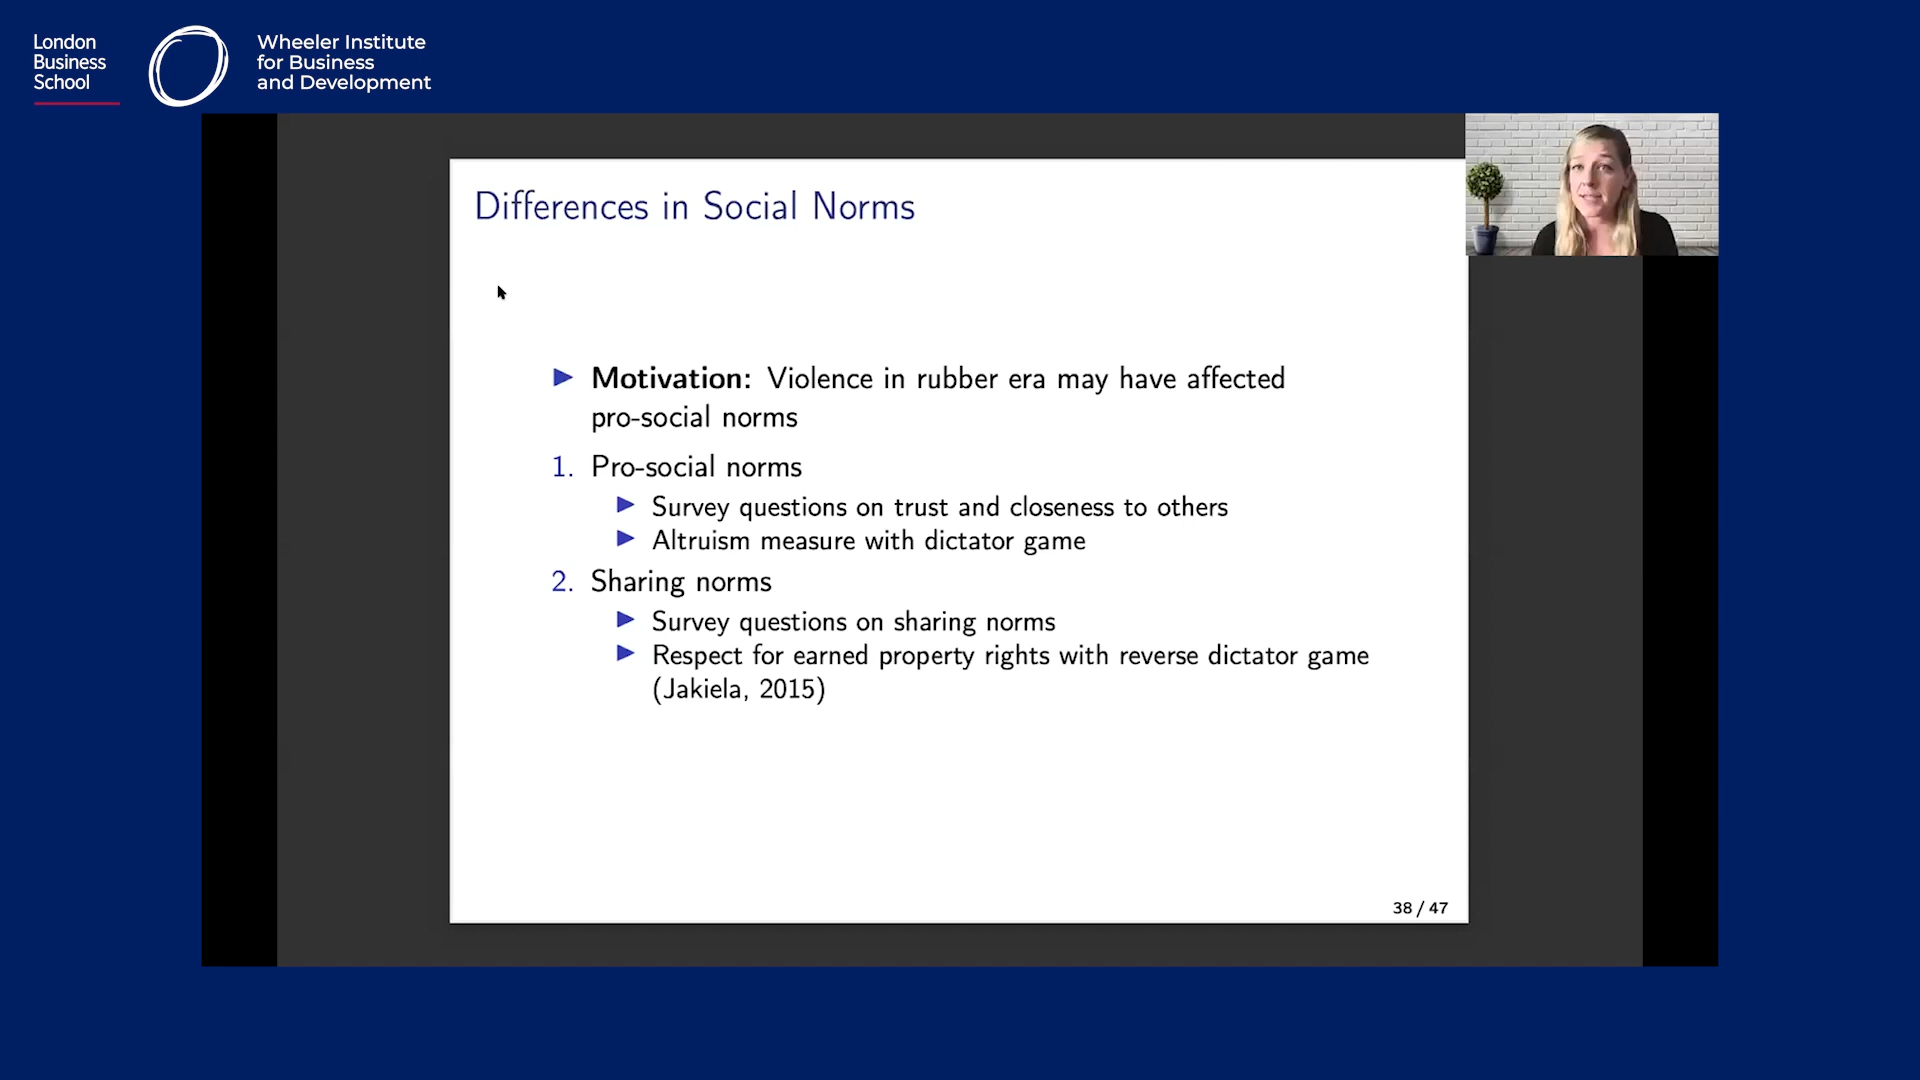 London
Business
School
Wheeler Institute
for Business
and Development
Differences in Social Norms
Motivation: Violence in rubber era may have affected
pro-social norms
1. Pro-social norms
Survey questions on trust and closeness to others
Altruism measure with dictator game
2. Sharing norms
Survey questions on sharing norms
Respect for earned property rights with reverse dictator game
(Jakiela, 2015)
38 / 47